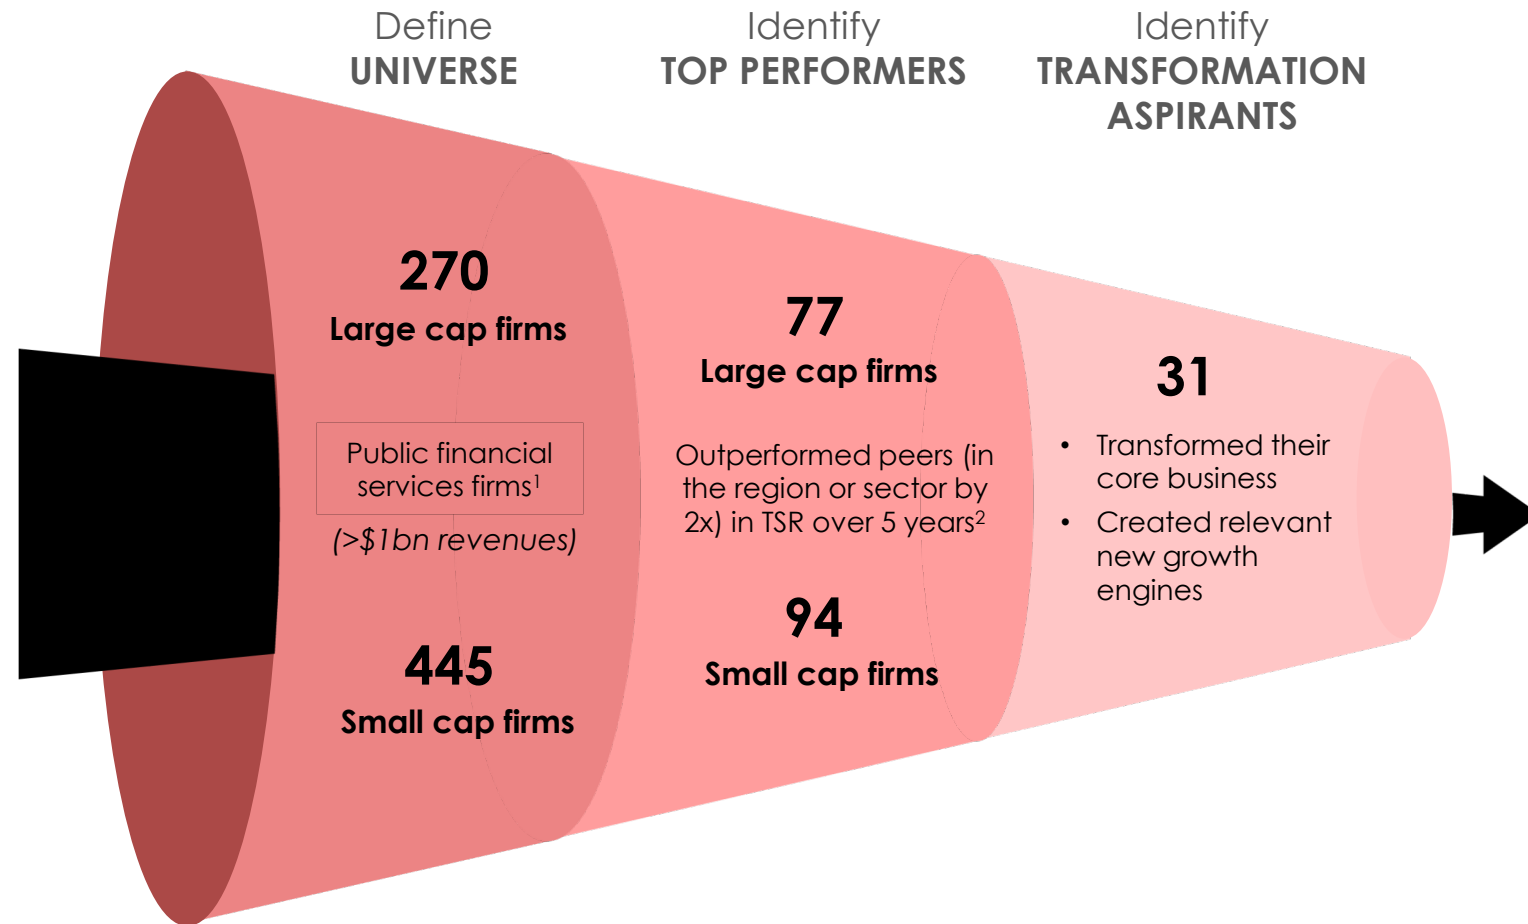 Define
UNIVERSE
Identify
TOP PERFORMERS
Identify
TRANSFORMATION
ASPIRANTS
270
Large cap firms
Public financial
services firms¹
(>$1bn revenues)
445
Small cap firms
77
Large cap firms
Outperformed peers (in
the region or sector by
2x) in TSR over 5 years²
94
Small cap firms
31
• Transformed their
core business
• Created relevant
new growth
engines